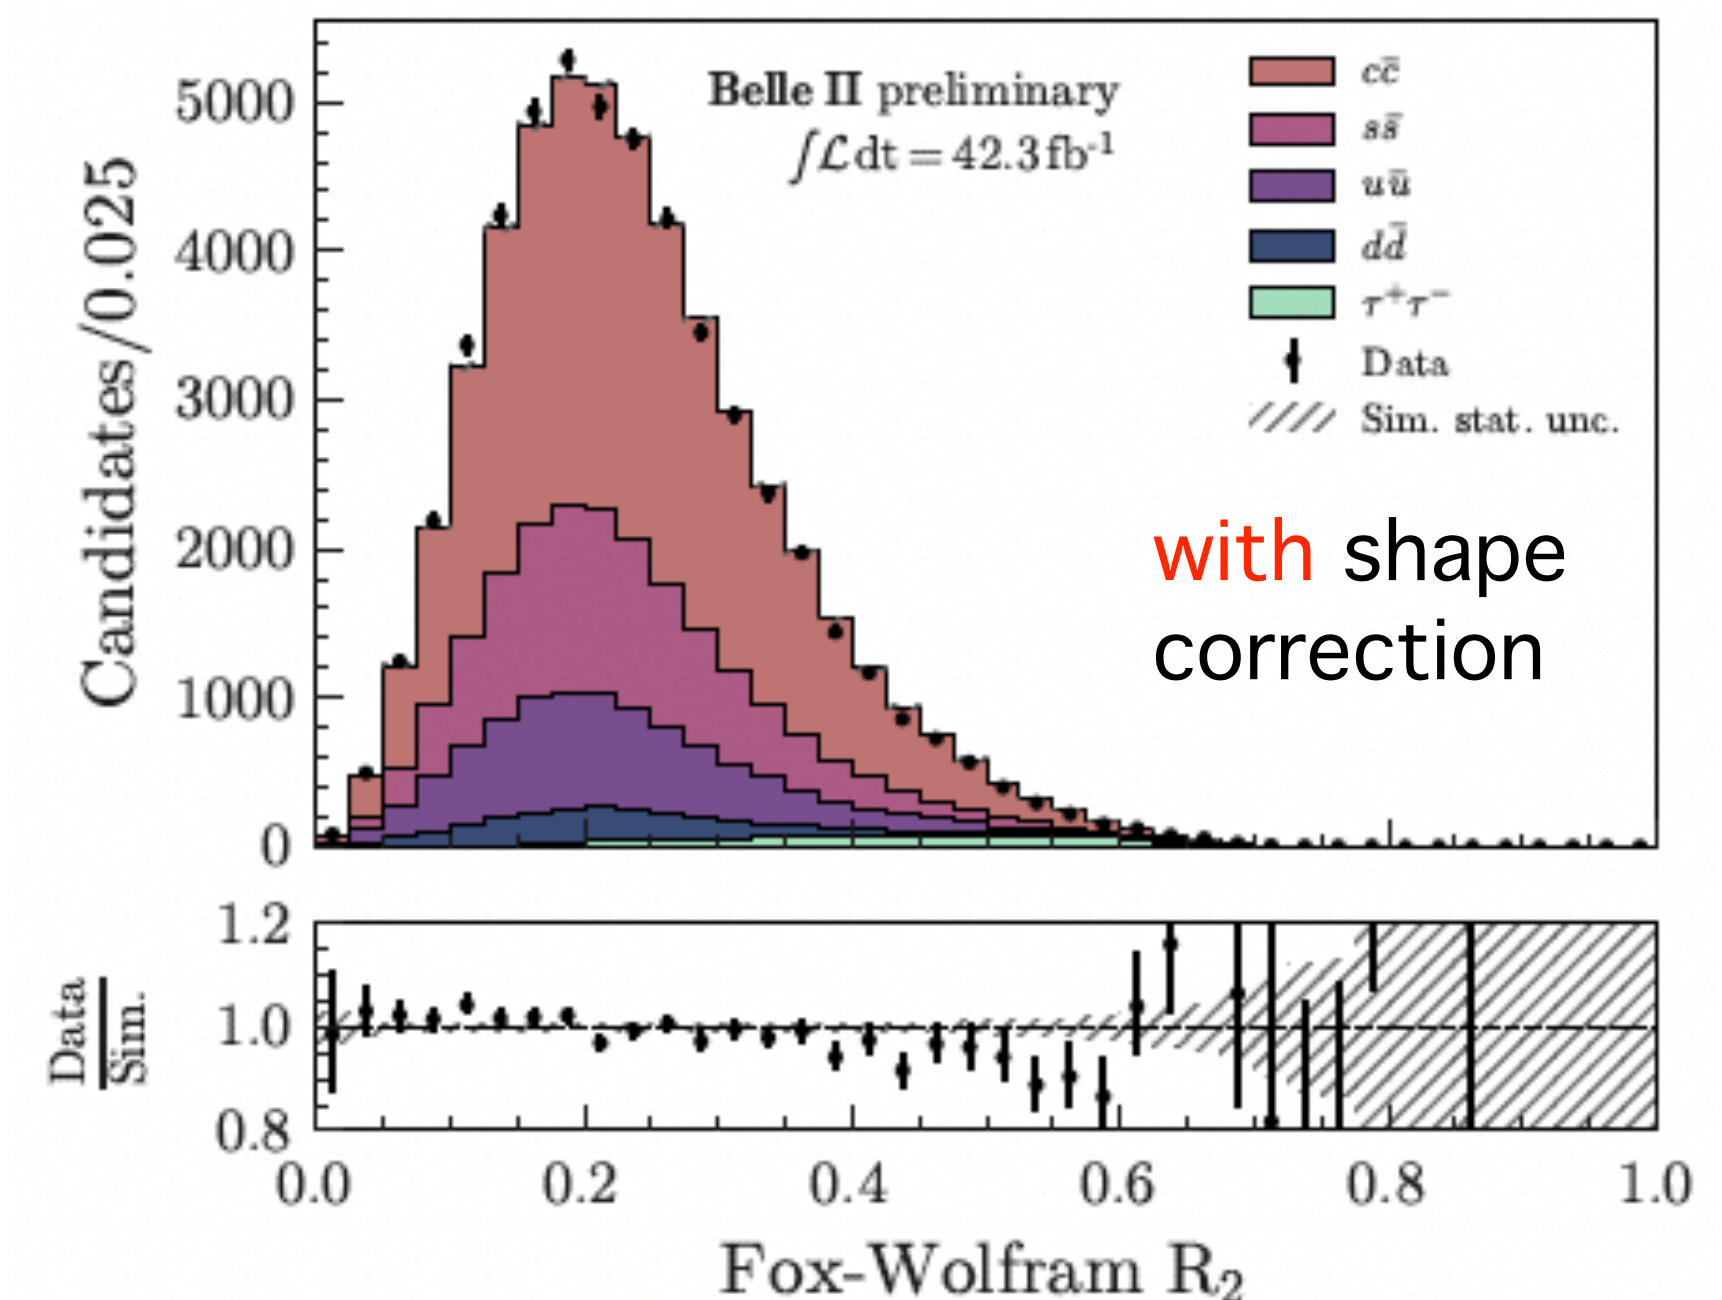 Candidates/0.025
5000
4000
3000
2000
1000
0
Belle II preliminary
∫ℒdt = 42.3 fb⁻¹
cc̄
ss̄
uū
dd̄
τ⁺τ⁻
Data
Sim. stat. unc.
with shape
correction
Data
Sim.
1.2
1.0
0.8
0.0 0.2 0.4 0.6 0.8 1.0
Fox-Wolfram R₂